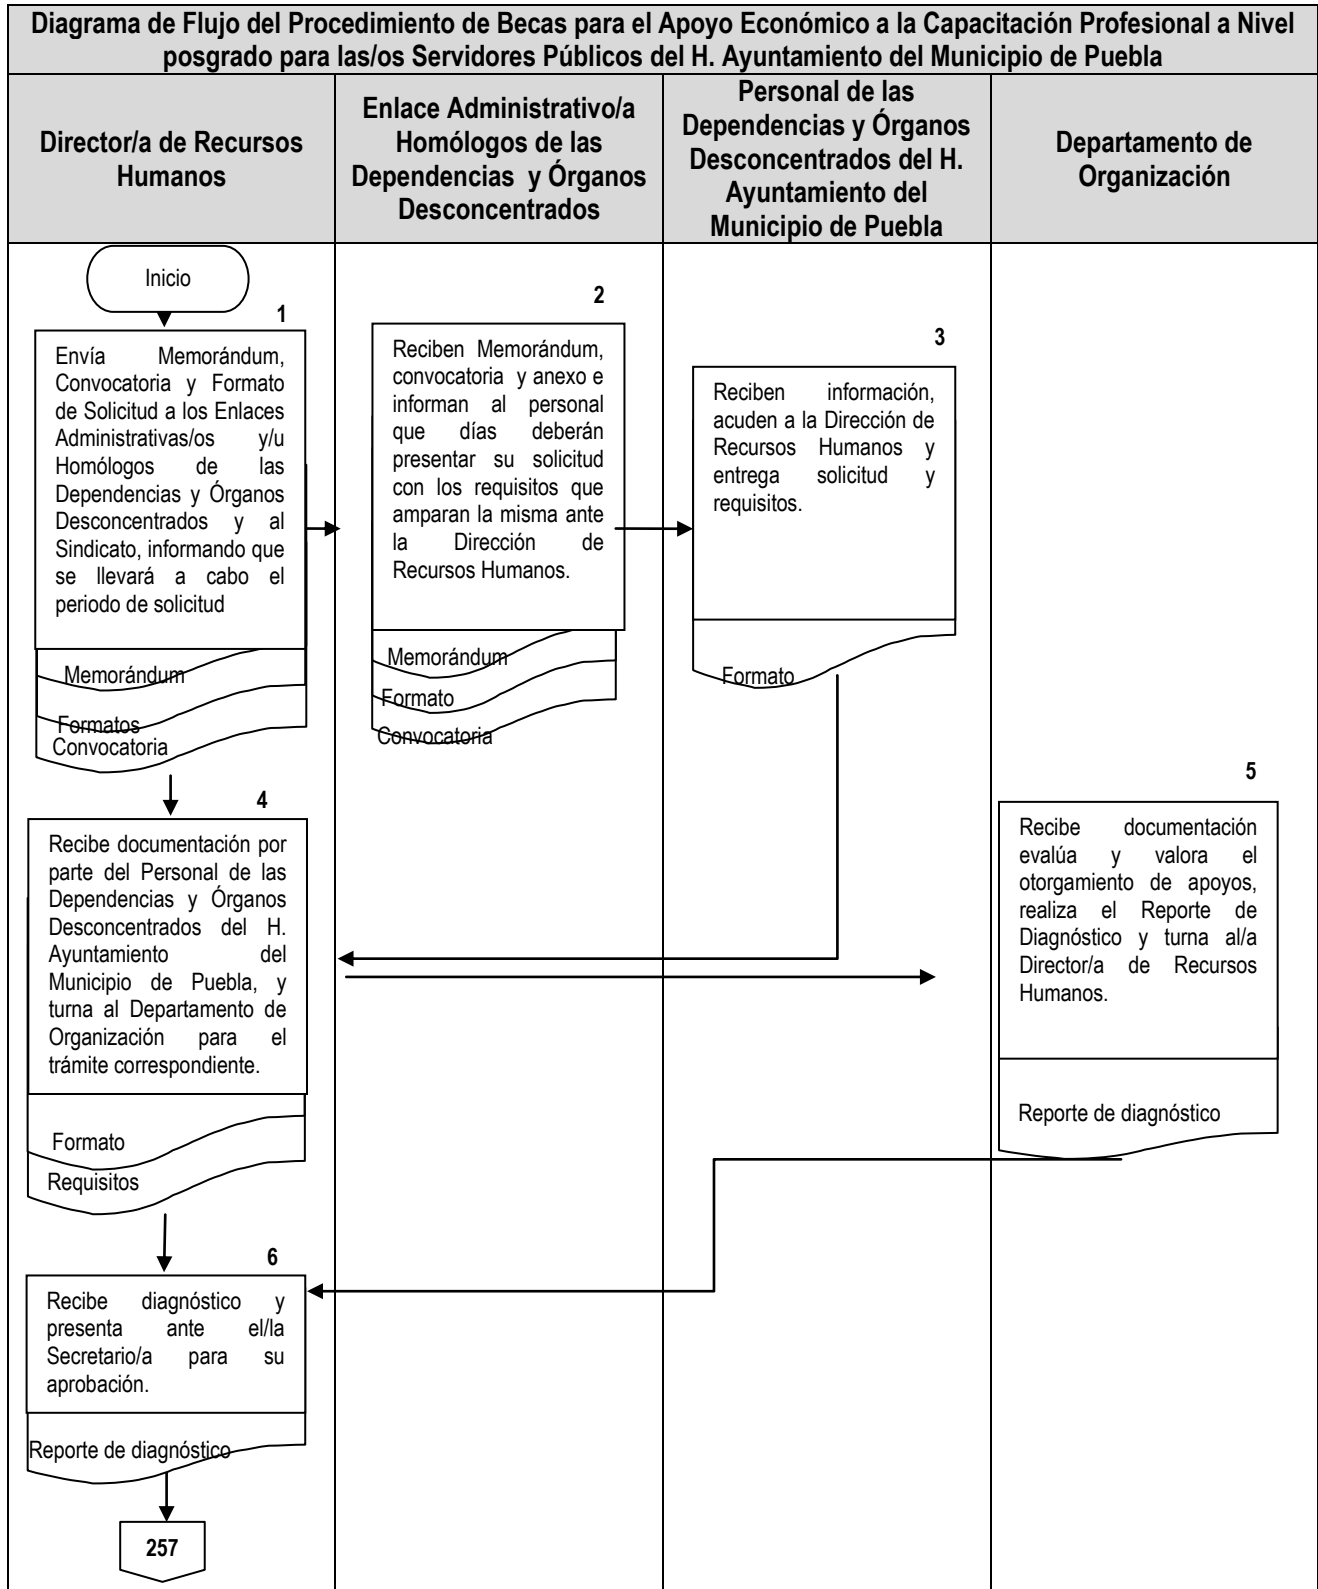 Diagrama de Flujo del Procedimiento de Becas para el Apoyo Económico a la Capacitación Profesional a Nivel
posgrado para las/os Servidores Públicos del H. Ayuntamiento del Municipio de Puebla
Director/a de Recursos
Humanos
Enlace Administrativo/a
Homólogos de las
Dependencias y Órganos
Desconcentrados
Personal de las
Dependencias y Órganos
Desconcentrados del H.
Ayuntamiento del
Municipio de Puebla
Departamento de
Organización
Inicio
1
Envía Memorándum,
Convocatoria y Formato
de Solicitud a los Enlaces
Administrativas/os y/u
Homólogos de las
Dependencias y Órganos
Desconcentrados y al
Sindicato, informando que
se llevará a cabo el
periodo de solicitud
Memorándum
Formatos
Convocatoria
2
Reciben Memorándum,
convocatoria y anexo e
informan al personal
que días deberán
presentar su solicitud
con los requisitos que
amparan la misma ante
la Dirección de
Recursos Humanos.
Memorándum
Formato
Convocatoria
3
Reciben información,
acuden a la Dirección de
Recursos Humanos y
entrega solicitud y
requisitos.
Formato
4
Recibe documentación por
parte del Personal de las
Dependencias y Órganos
Desconcentrados del H.
Ayuntamiento del
Municipio de Puebla, y
turna al Departamento de
Organización para el
trámite correspondiente.
Formato
Requisitos
5
Recibe documentación
evalúa y valora el
otorgamiento de apoyos,
realiza el Reporte de
Diagnóstico y turna al/a
Director/a de Recursos
Humanos.
Reporte de diagnóstico
6
Recibe diagnóstico y
presenta ante el/la
Secretario/a para su
aprobación.
Reporte de diagnóstico
257